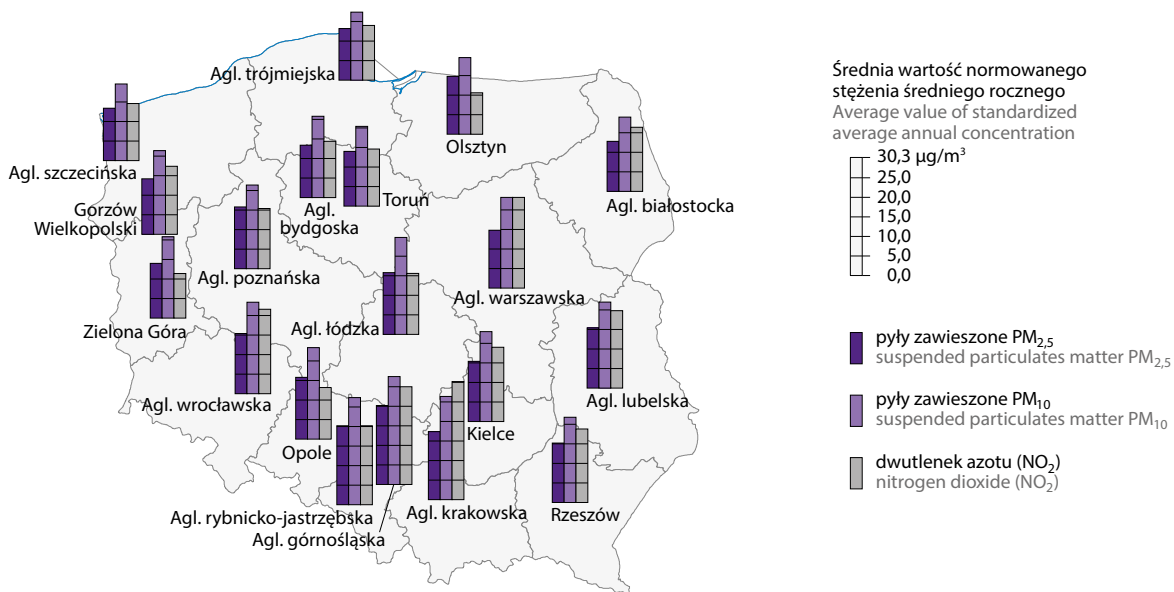 Agl. trójmiejska
Olsztyn
Agl. szczecińska
Gorzów
Wielkopolski
Agl.
bydgoska
Toruń
Agl. białostocka
Agl. poznańska
Agl. warszawska
Zielona Góra
Agl. łódzka
Agl. wrocławska
Agl. lubelska
Opole
Kielce
Agl. rybnicko-jastrzębska
Agl. górnośląska
Agl. krakowska
Rzeszów
Średnia wartość normowanego
stężenia średniego rocznego
Average value of standardized
average annual concentration
30,3 µg/m³
25,0
20,0
15,0
10,0
5,0
0,0
pyły zawieszone PM2,5
suspended particulates matter PM2,5
pyły zawieszone PM10
suspended particulates matter PM10
dwutlenek azotu (NO2)
nitrogen dioxide (NO2)